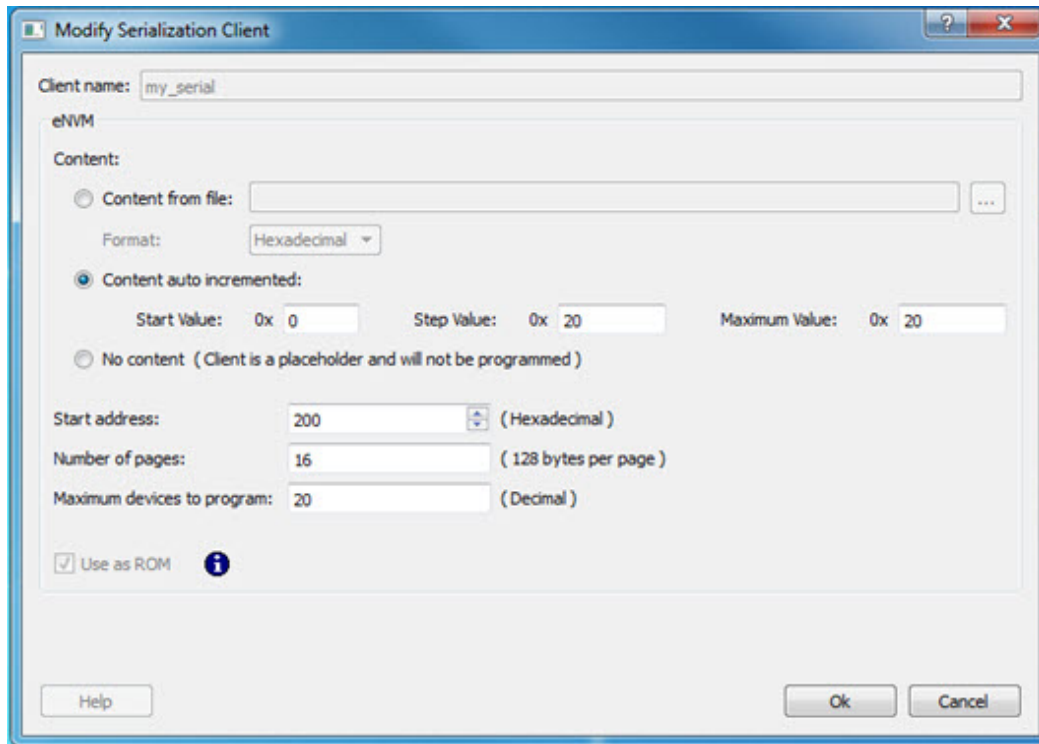 Modify Serialization Client
Client name: my_serial
eNVM
Content:
Content from file: ...
Format: Hexadecimal
Content auto incremented:
Start Value: 0x 0 Step Value: 0x 20 Maximum Value: 0x 20
No content ( Client is a placeholder and will not be programmed )
Start address: 200 ( Hexadecimal )
Number of pages: 16 ( 128 bytes per page )
Maximum devices to program: 20 ( Decimal )
Use as ROM
Help Ok Cancel